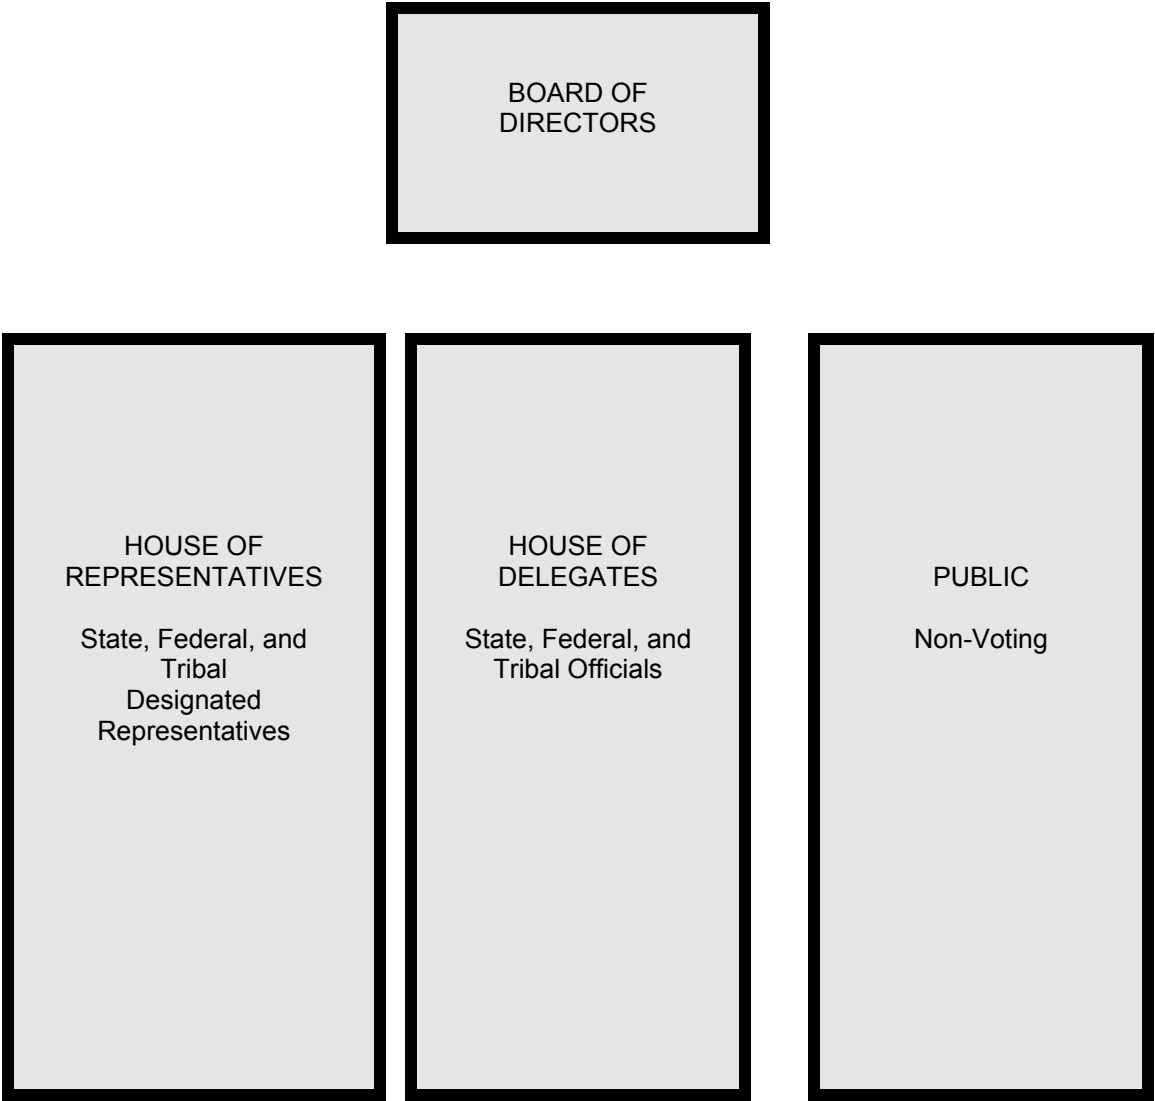 BOARD OF
DIRECTORS
HOUSE OF
REPRESENTATIVES
State, Federal, and
Tribal
Designated
Representatives
HOUSE OF
DELEGATES
State, Federal, and
Tribal Officials
PUBLIC
Non-Voting